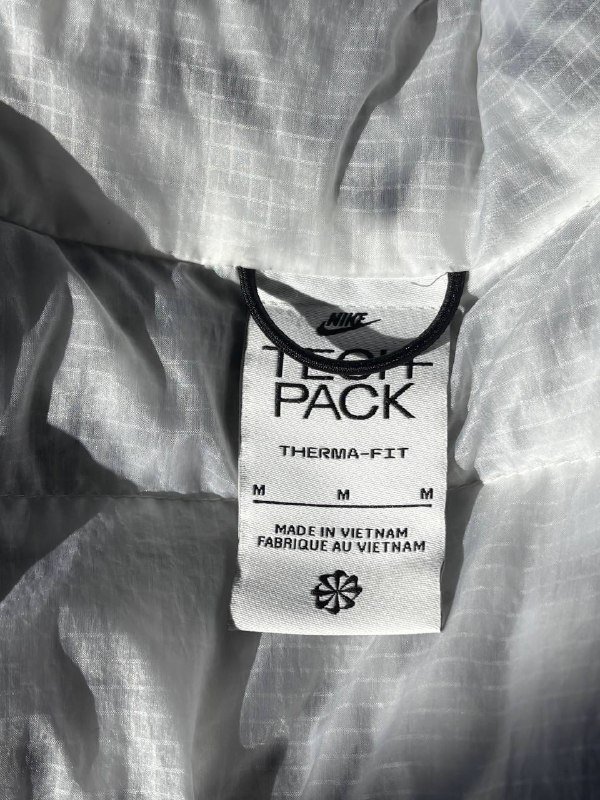 NIKE
TECH
PACK
THERMA-FIT
M M M
MADE IN VIETNAM
FABRIQUE AU VIETNAM